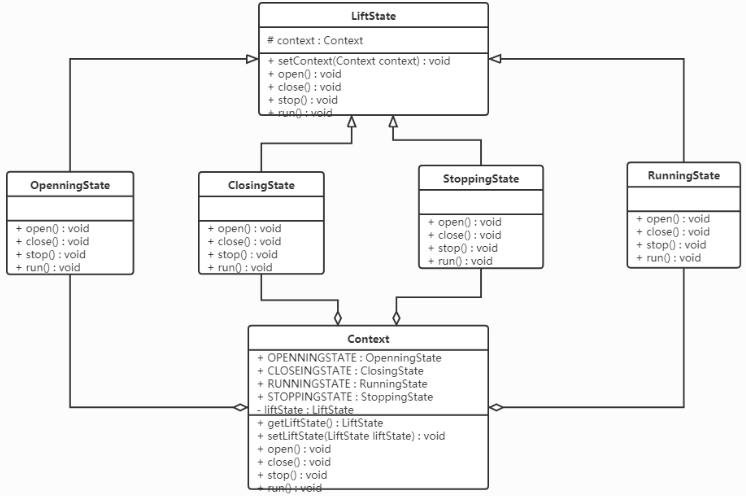 LiftState
# context : Context
+ setContext(Context context) : void
+ open() : void
+ close() : void
+ stop() : void
+ run() : void
OpenningState
+ open() : void
+ close() : void
+ stop() : void
+ run() : void
ClosingState
+ open() : void
+ close() : void
+ stop() : void
+ run() : void
StoppingState
+ open() : void
+ close() : void
+ stop() : void
+ run() : void
RunningState
+ open() : void
+ close() : void
+ stop() : void
+ run() : void
Context
+ OPENNINGSTATE : OpenningState
+ CLOSEINGSTATE : ClosingState
+ RUNNINGSTATE : RunningState
+ STOPPINGSTATE : StoppingState
- liftState : LiftState
+ getLiftState() : LiftState
+ setLiftState(LiftState liftState) : void
+ open() : void
+ close() : void
+ stop() : void
+ run() : void